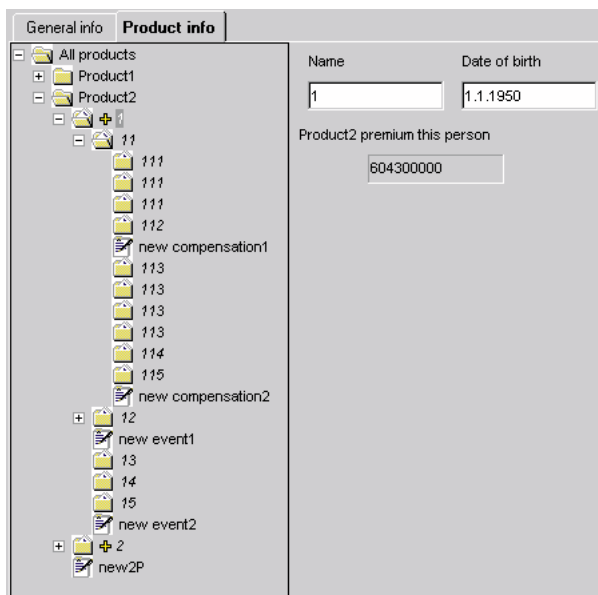 General info
Product info
All products
Product1
Product2
1
11
111
111
111
112
new compensation1
113
113
113
113
114
115
new compensation2
12
new event1
13
14
15
new event2
2
new2P
Name
Date of birth
1
1.1.1950
Product2 premium this person
604300000